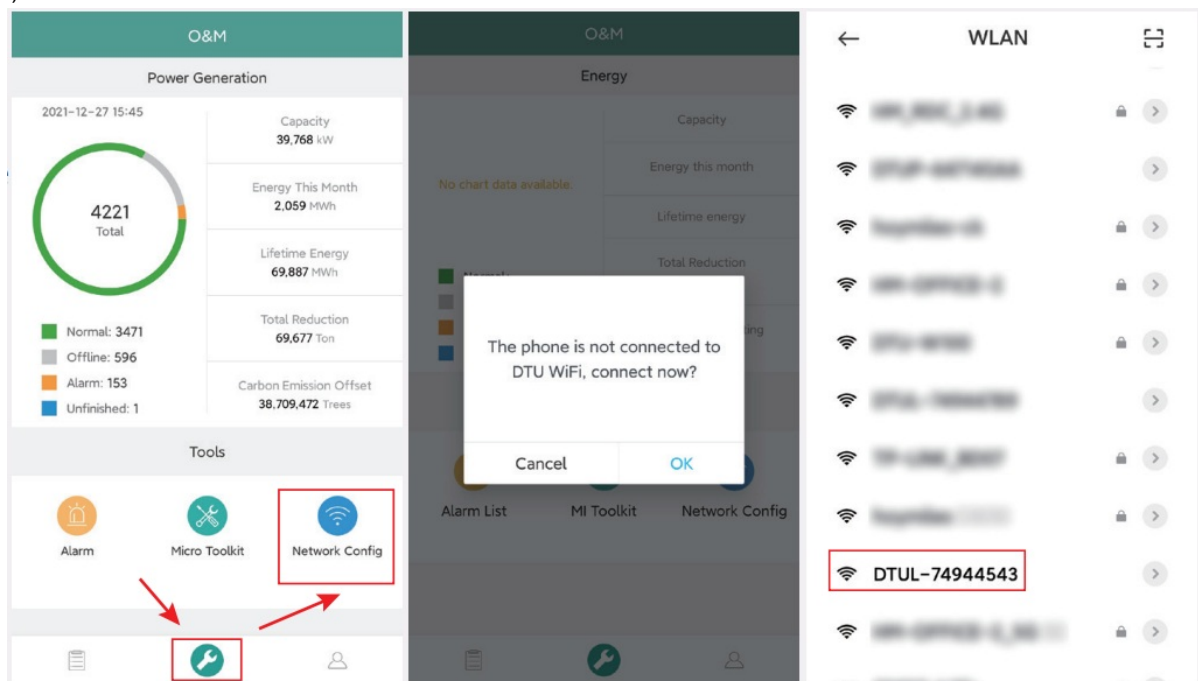 O&M
Power Generation
2021-12-27 15:45
4221
Total
Capacity
39,768 kW
Energy This Month
2,059 MWh
Lifetime Energy
69,887 MWh
Total Reduction
69,677 Ton
Carbon Emission Offset
38,709,472 Trees
Normal: 3471
Offline: 596
Alarm: 153
Unfinished: 1
Tools
Alarm
Micro Toolkit
Network Config
O&M
Energy
No chart data available.
Capacity
Energy this month
Lifetime energy
Total Reduction
The phone is not connected to
DTU WiFi, connect now?
Cancel
OK
Alarm List
MI Toolkit
Network Config
WLAN
DTUL-74944543